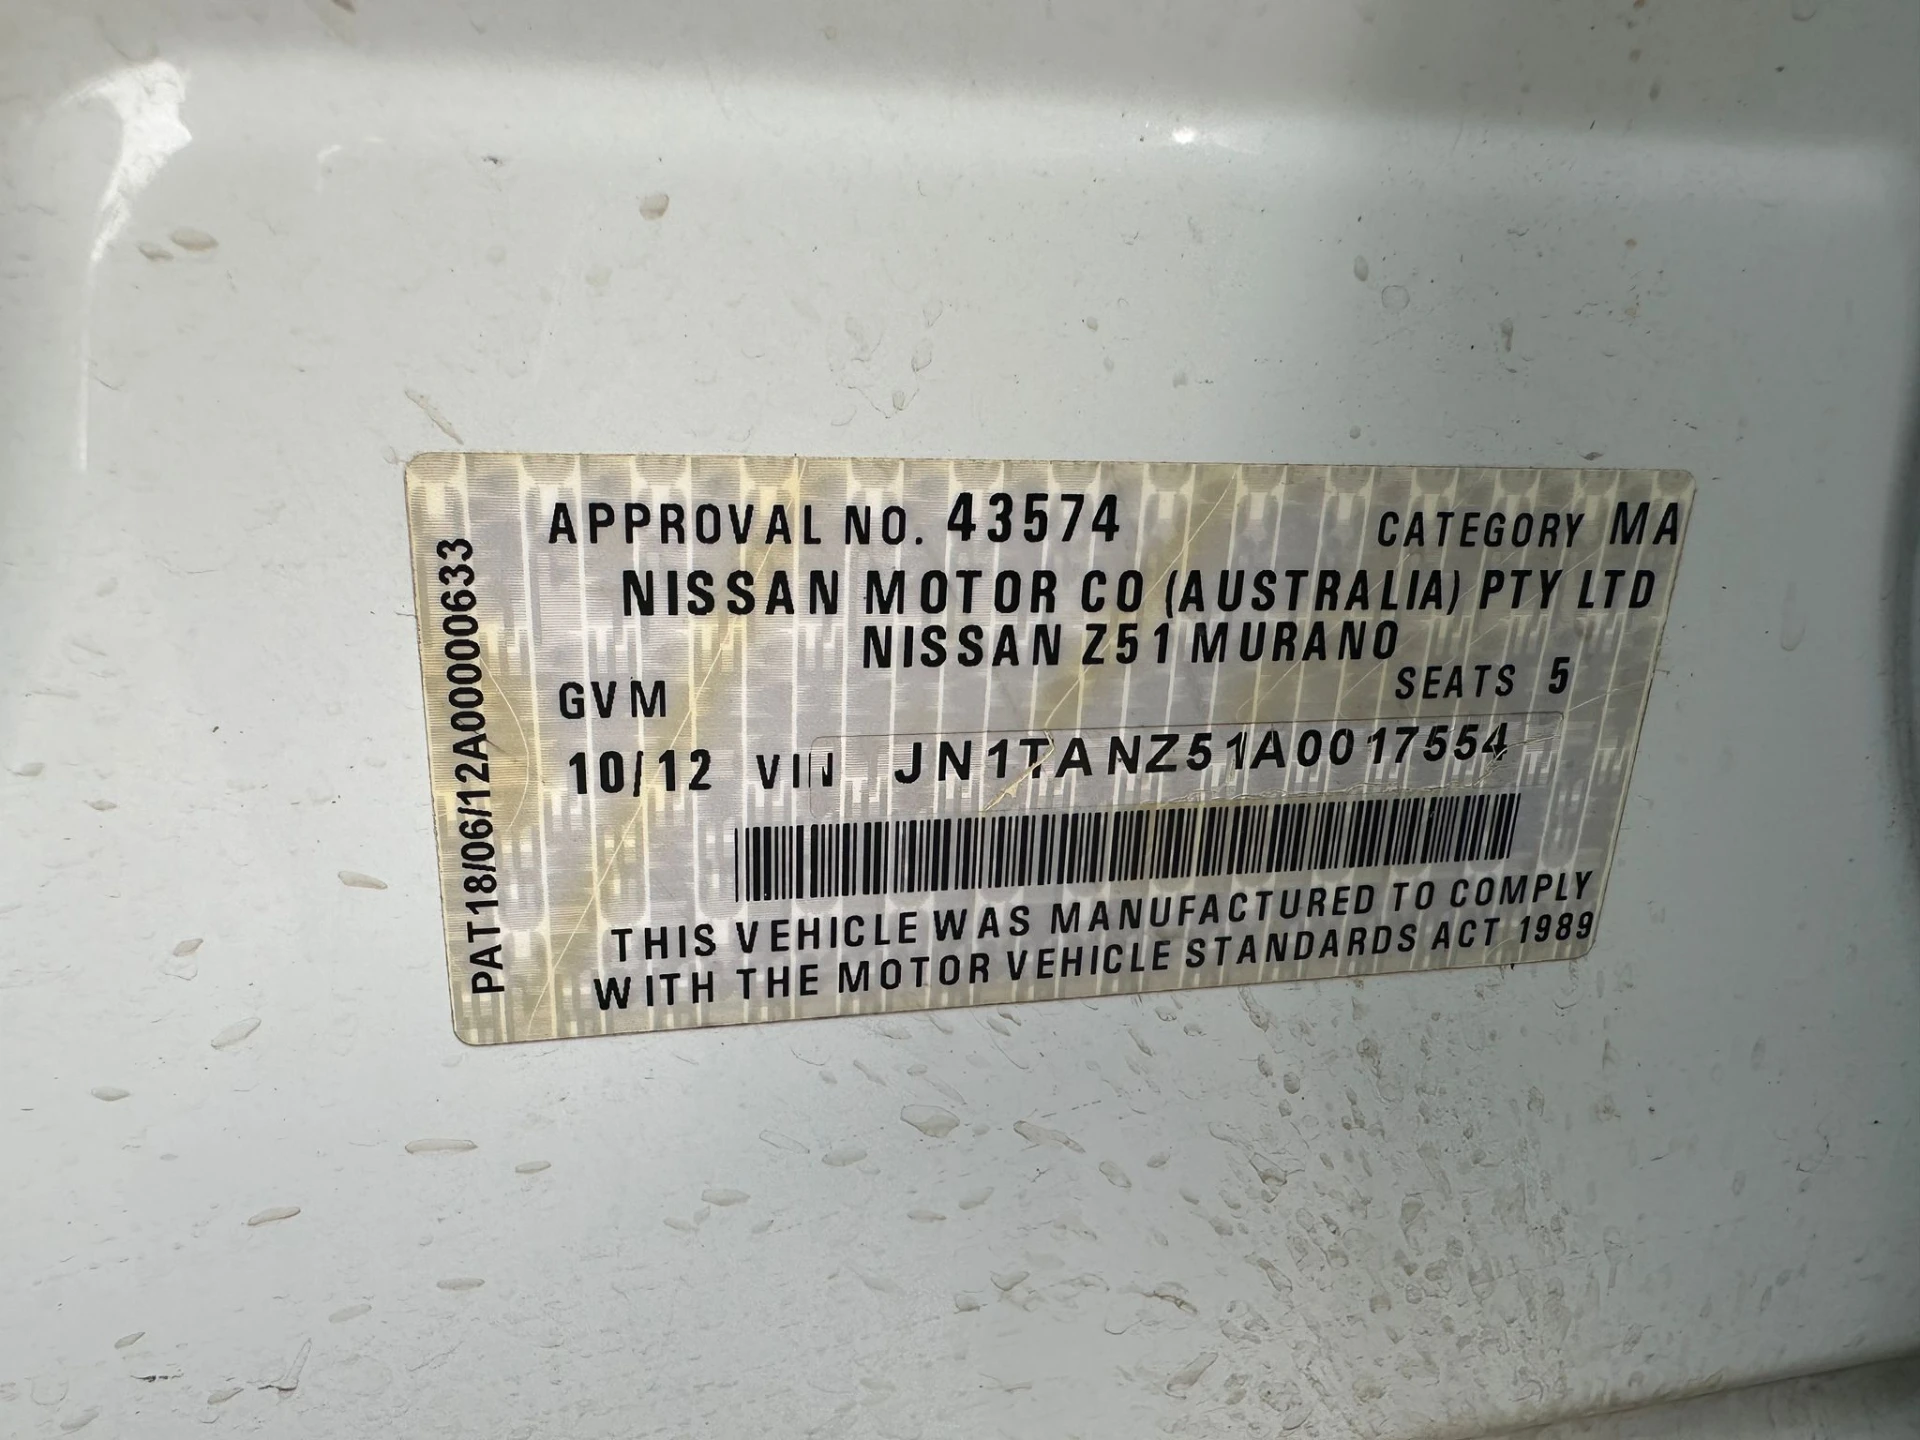 APPROVAL NO. 43574 CATEGORY MA
NISSAN MOTOR CO (AUSTRALIA) PTY LTD
NISSAN Z51 MURANO
GVM SEATS 5
10/12 VIN JN1TANZ51A0017554
THIS VEHICLE WAS MANUFACTURED TO COMPLY
WITH THE MOTOR VEHICLE STANDARDS ACT 1989
PAT18/06/12A0000633